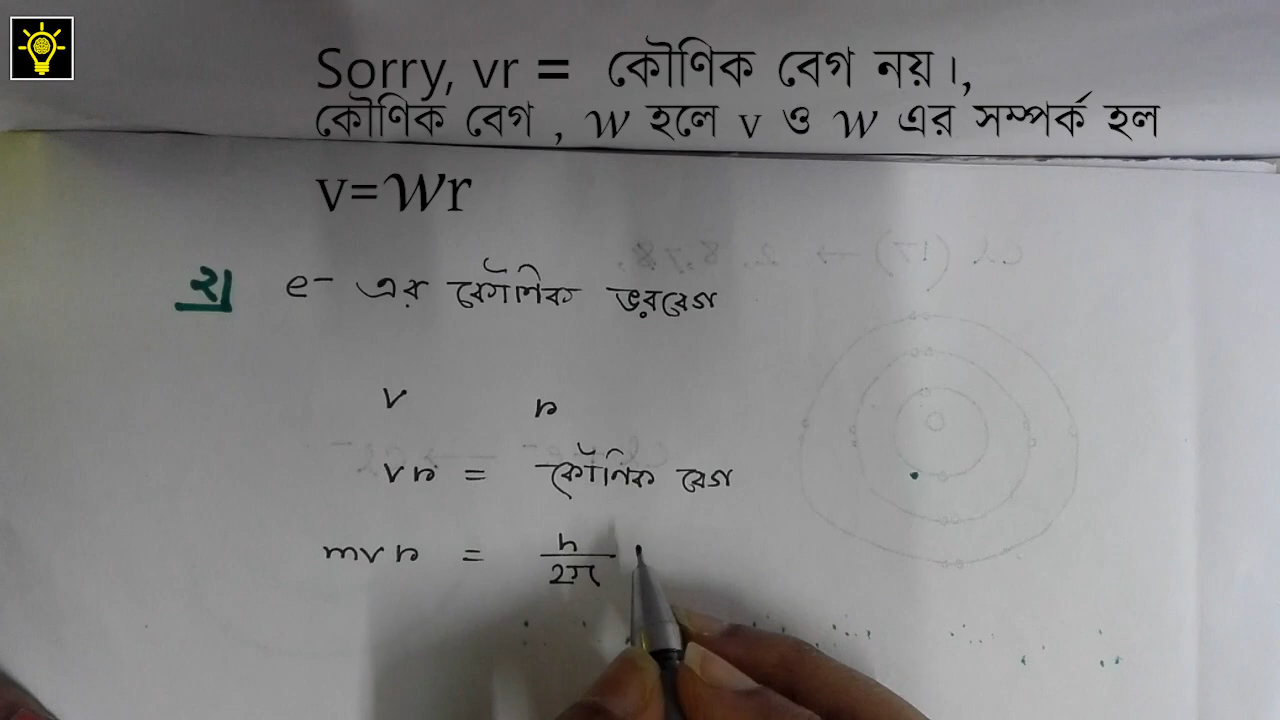 Sorry, vr = কৌণিক বেগ নয়।,
কৌণিক বেগ , w হলে v ও w এর সম্পর্ক হল
v=wr
২। e⁻ এর কৌণিক ভরবেগ
v r
vr = কৌণিক বেগ
mvr = h/2π